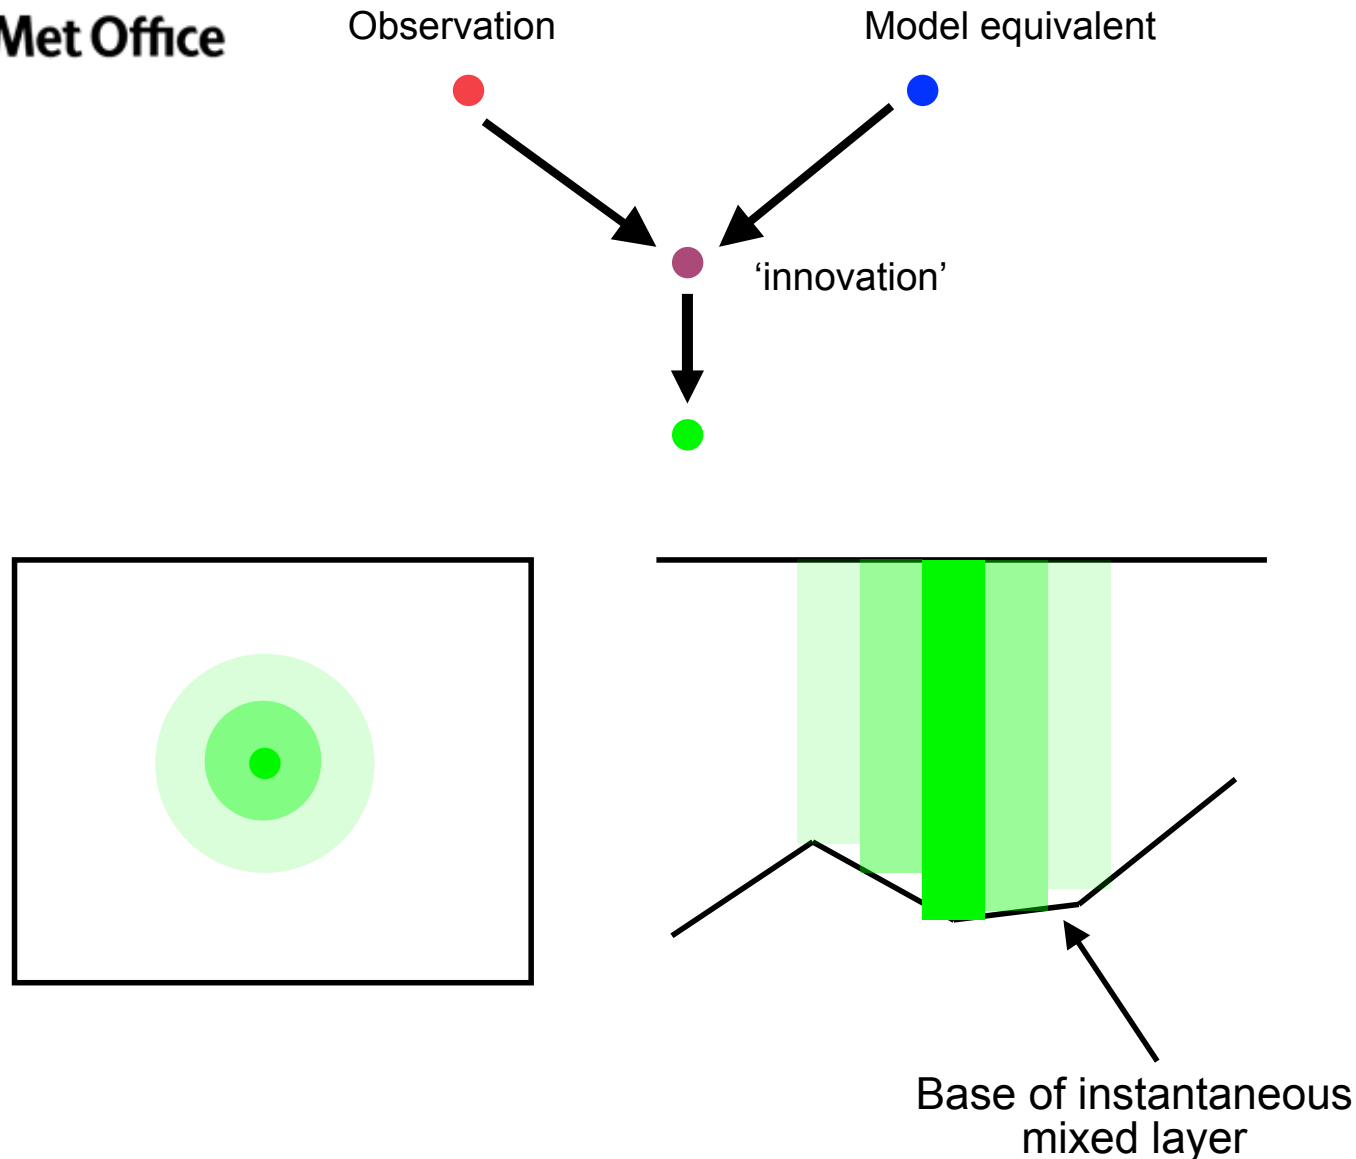 Met Office
Observation
Model equivalent
‘innovation’
Base of instantaneous
mixed layer